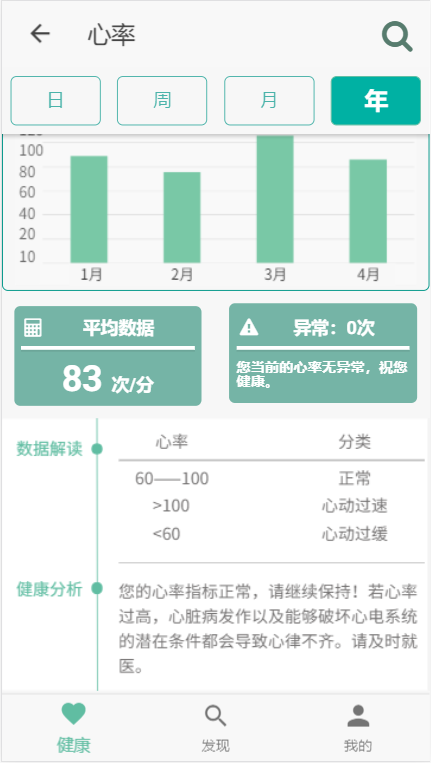 心率
日 周 月 年
100
80
60
40
20
10
1月 2月 3月 4月
平均数据
83 次/分
异常：0次
您当前的心率无异常，祝您
健康。
数据解读
心率 分类
60——100 正常
>100 心动过速
<60 心动过缓
健康分析
您的心率指标正常，请继续保持！若心率
过高，心脏病发作以及能够破坏心电系统
的潜在条件都会导致心律不齐。请及时就
医。
健康 发现 我的